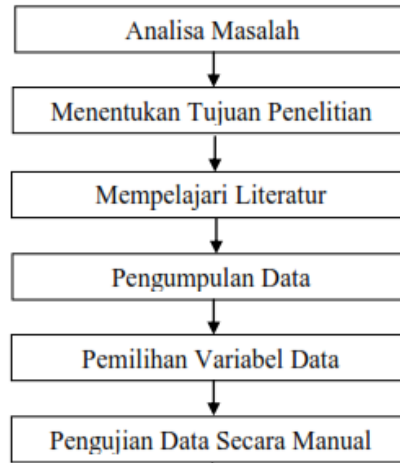 Analisa Masalah
Menentukan Tujuan Penelitian
Mempelajari Literatur
Pengumpulan Data
Pemilihan Variabel Data
Pengujian Data Secara Manual